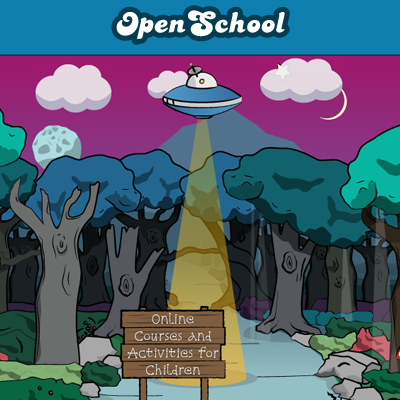 OpenSchool
Online
Courses and
Activities for
Children